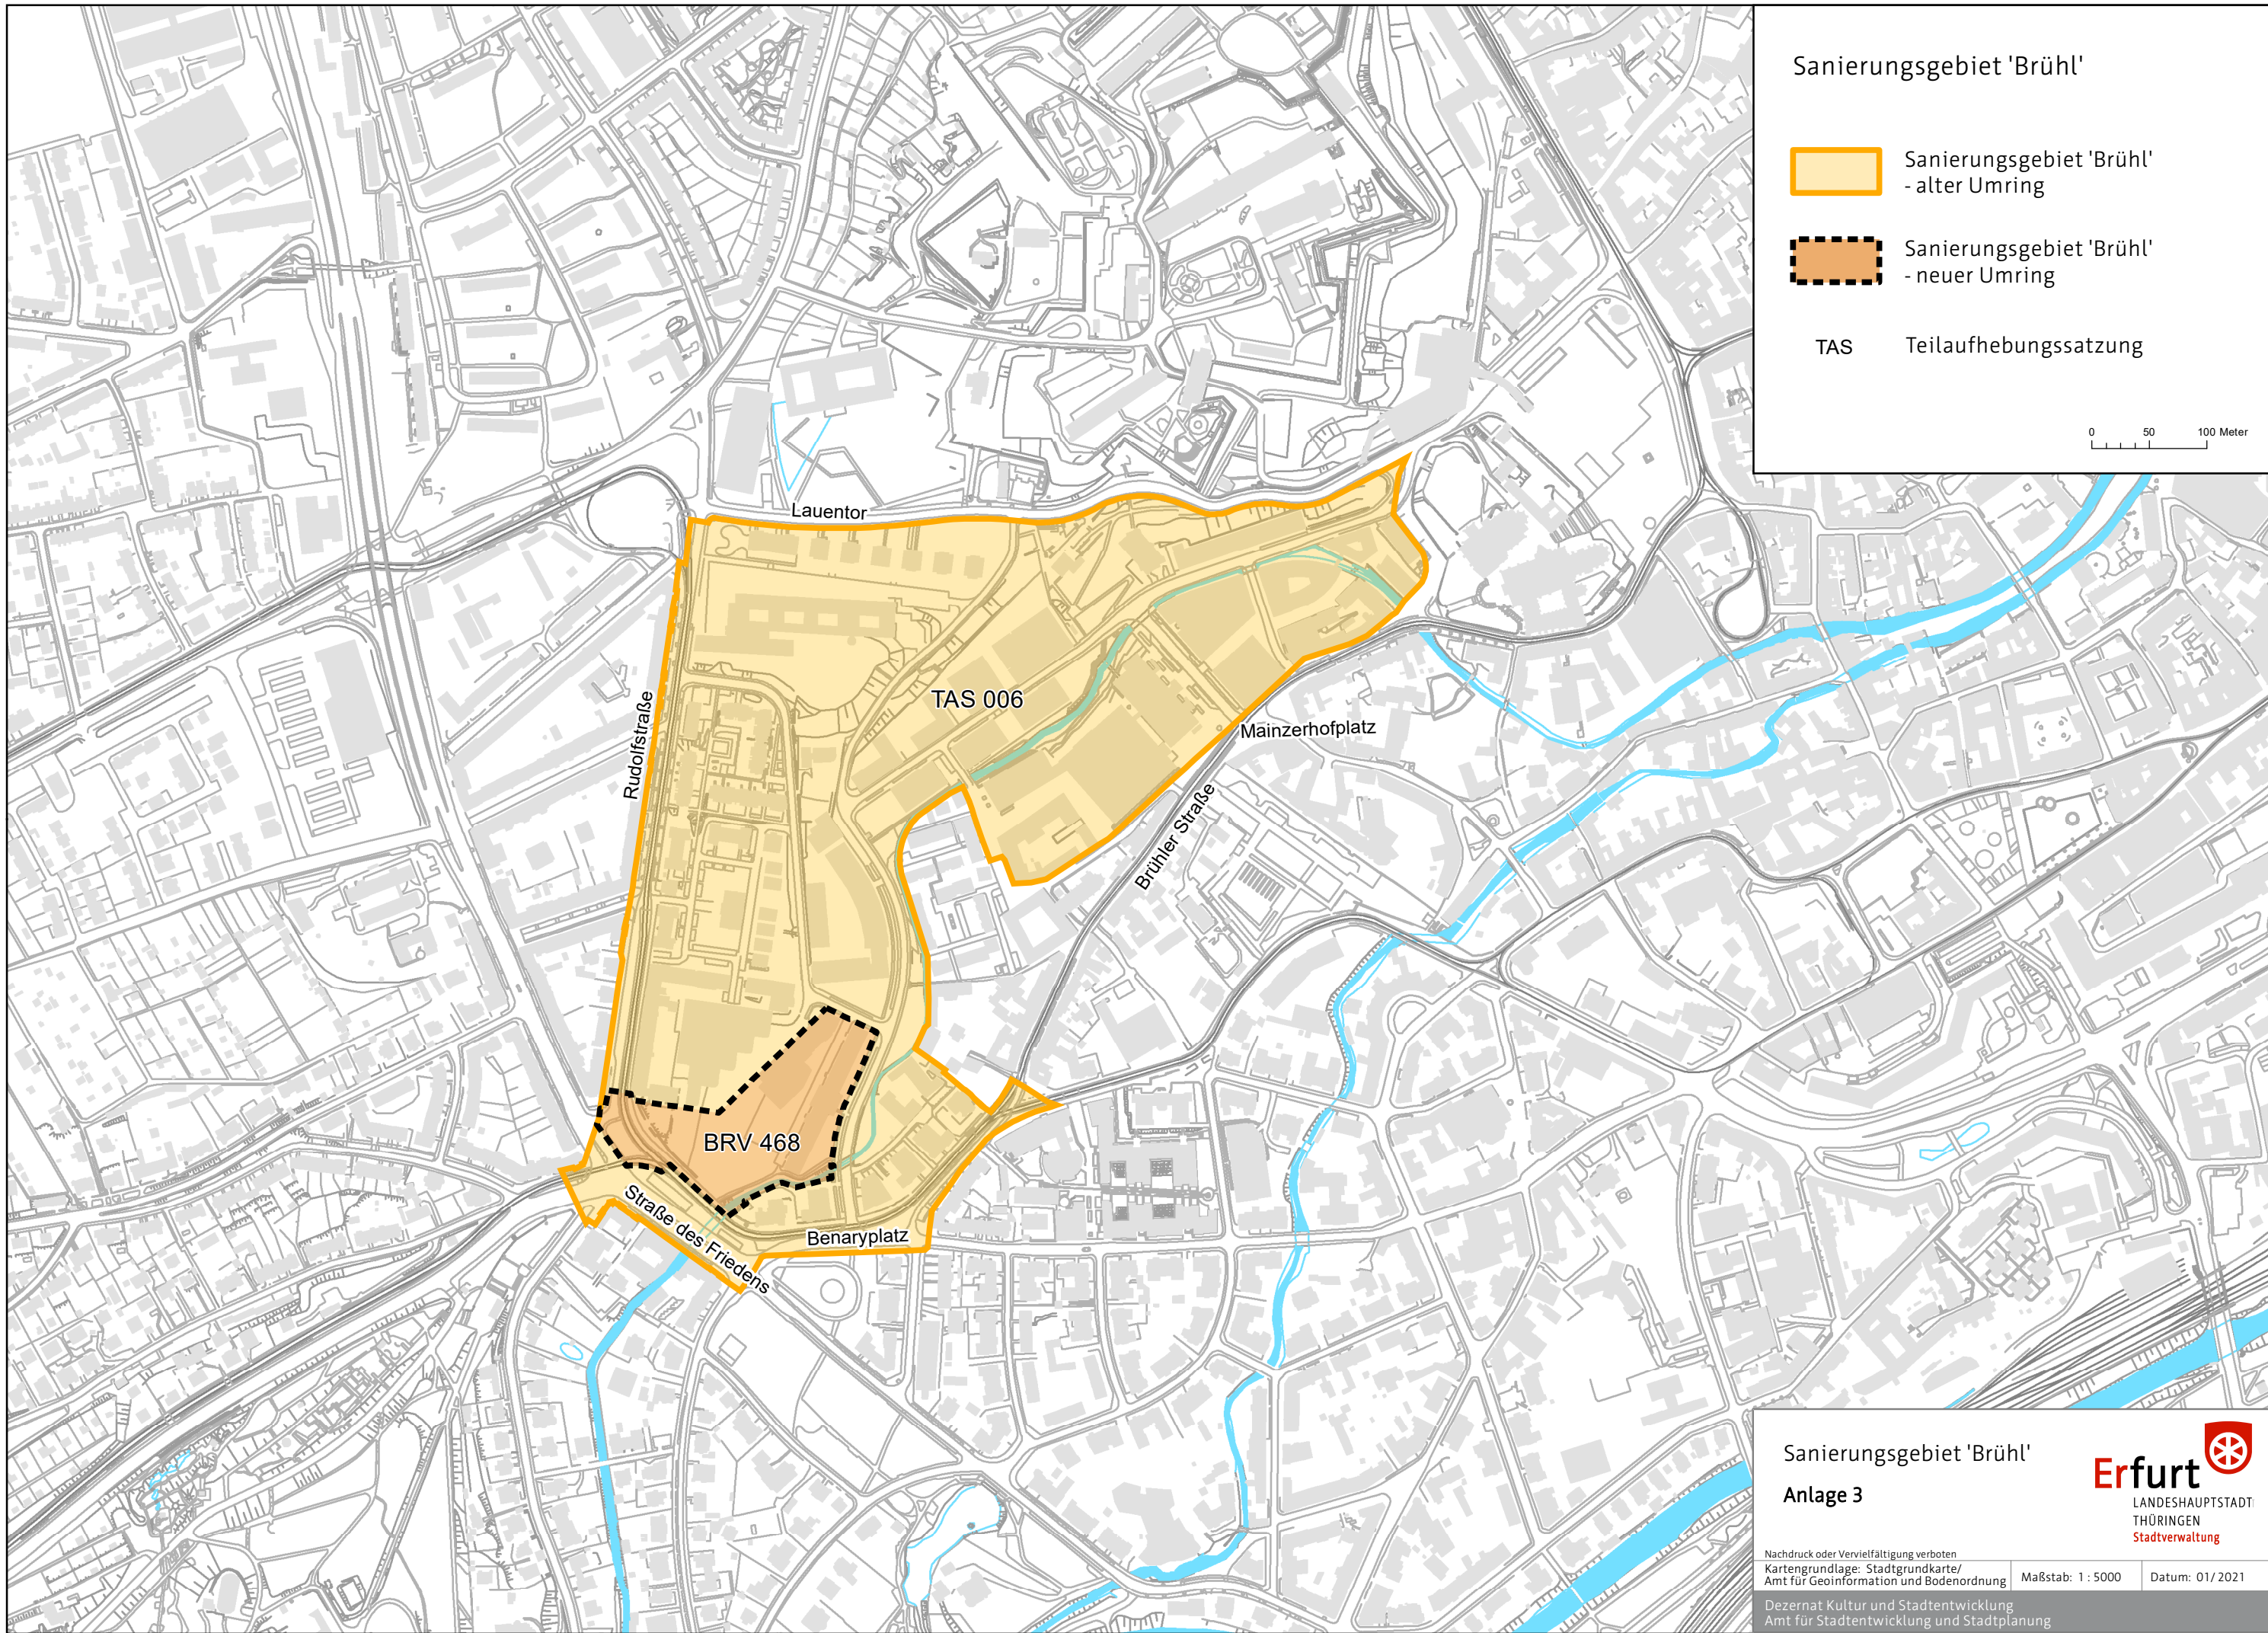 Sanierungsgebiet 'Brühl'
Sanierungsgebiet 'Brühl'
- alter Umring
Sanierungsgebiet 'Brühl'
- neuer Umring
TAS Teilaufhebungssatzung
0 50 100 Meter
Lauentor
Rudolfstraße
TAS 006
Mainzerhofplatz
Brühler Straße
BRV 468
Straße des Friedens
Benaryplatz
Sanierungsgebiet 'Brühl'
Anlage 3
Erfurt
LANDESHAUPTSTADT
THÜRINGEN
Stadtverwaltung
Nachdruck oder Vervielfältigung verboten
Kartengrundlage: Stadtgrundkarte/
Amt für Geoinformation und Bodenordnung
Maßstab: 1 : 5000
Datum: 01/2021
Dezernat Kultur und Stadtentwicklung
Amt für Stadtentwicklung und Stadtplanung